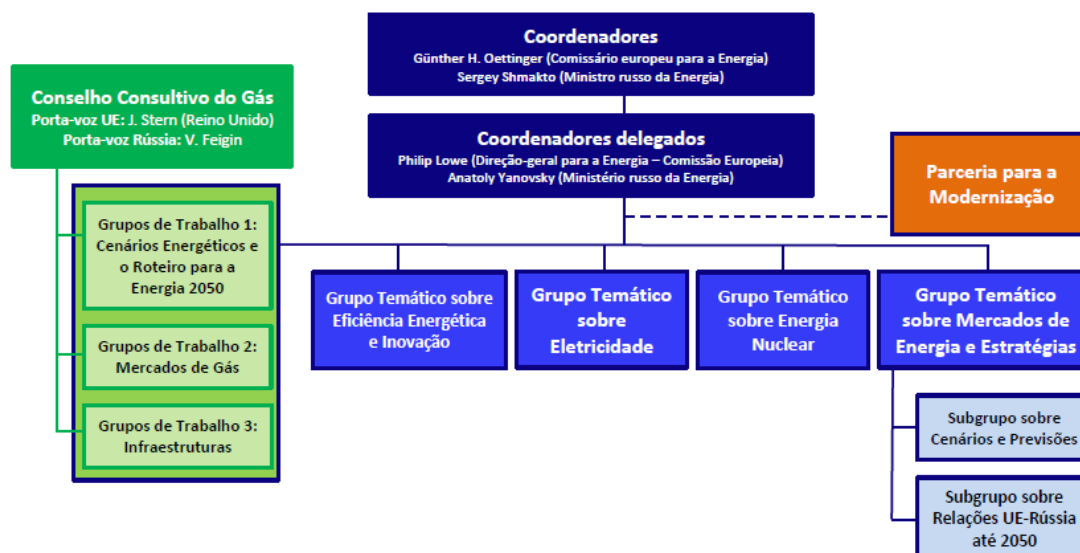 Coordenadores
Günther H. Oettinger (Comissário europeu para a Energia)
Sergey Shmakto (Ministro russo da Energia)
Conselho Consultivo do Gás
Porta-voz UE: J. Stern (Reino Unido)
Porta-voz Rússia: V. Feigin
Coordenadores delegados
Philip Lowe (Direção-geral para a Energia – Comissão Europeia)
Anatoly Yanovsky (Ministério russo da Energia)
Parceria para a
Modernização
Grupos de Trabalho 1:
Cenários Energéticos e
o Roteiro para a
Energia 2050
Grupos de Trabalho 2:
Mercados de Gás
Grupos de Trabalho 3:
Infraestruturas
Grupo Temático sobre
Eficiência Energética
e Inovação
Grupo Temático
sobre
Eletricidade
Grupo Temático
sobre Energia
Nuclear
Grupo Temático
sobre Mercados de
Energia e Estratégias
Subgrupo sobre
Cenários e Previsões
Subgrupo sobre
Relações UE-Rússia
até 2050